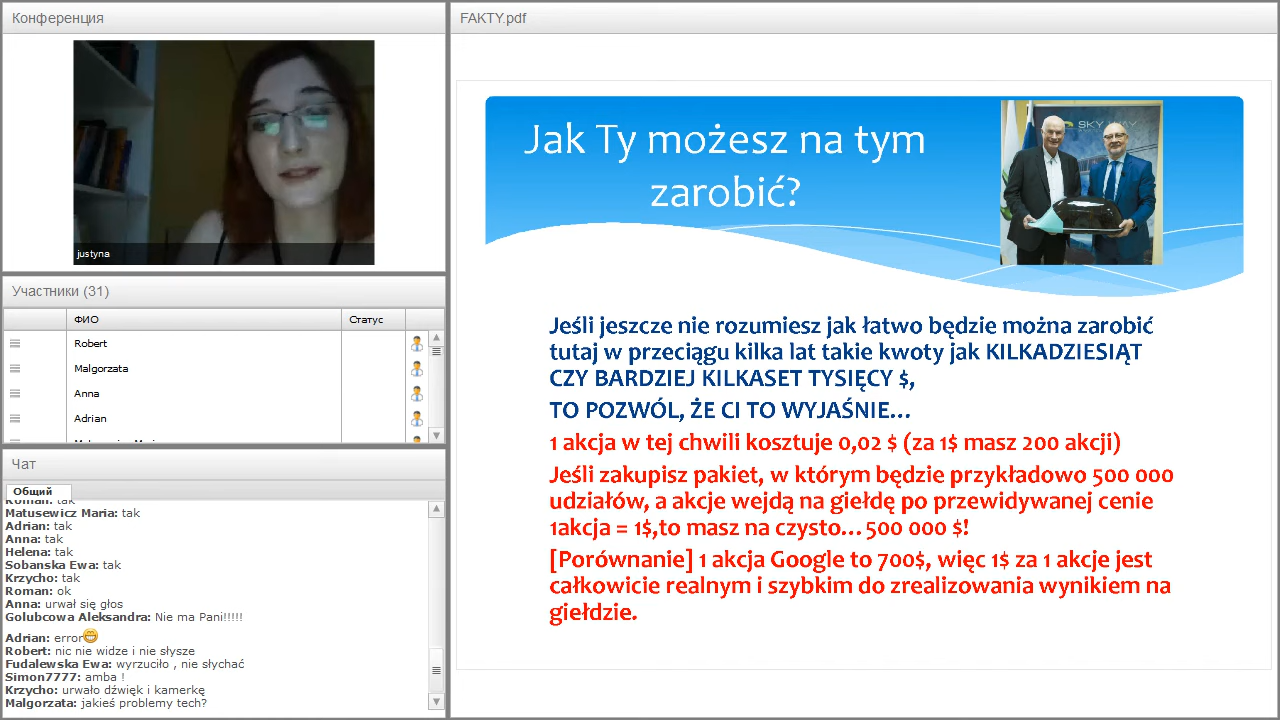 Конференция
justyna
Участники (31)
ФИО
Статус
Robert
Malgorzata
Anna
Adrian
Чат
Общий
Roman: tak
Matusewicz Maria: tak
Adrian: tak
Anna: tak
Helena: tak
Sobanska Ewa: tak
Krzycho: tak
Roman: ok
Anna: urwał się głos
Golubcowa Aleksandra: Nie ma Pani!!!!!
Adrian: error
Robert: nic nie widze i nie słysze
Fudalewska Ewa: wyrzuciło , nie słychać
Simon7777: amba !
Krzycho: urwało dźwięk i kamerkę
Malgorzata: jakieś problemy tech?
FAKTY.pdf
Jak Ty możesz na tym
zarobić?
SKY WAY
Jeśli jeszcze nie rozumiesz jak łatwo będzie można zarobić
tutaj w przeciągu kilka lat takie kwoty jak KILKADZIESIĄT
CZY BARDZIEJ KILKASET TYSIĘCY $,
TO POZWÓL, ŻE CI TO WYJAŚNIE...
1 akcja w tej chwili kosztuje 0,02 $ (za 1$ masz 200 akcji)
Jeśli zakupisz pakiet, w którym będzie przykładowo 500 000
udziałów, a akcje wejdą na giełdę po przewidywanej cenie
1akcja = 1$,to masz na czysto...500 000 $!
[Porównanie] 1 akcja Google to 700$, więc 1$ za 1 akcje jest
całkowicie realnym i szybkim do zrealizowania wynikiem na
giełdzie.